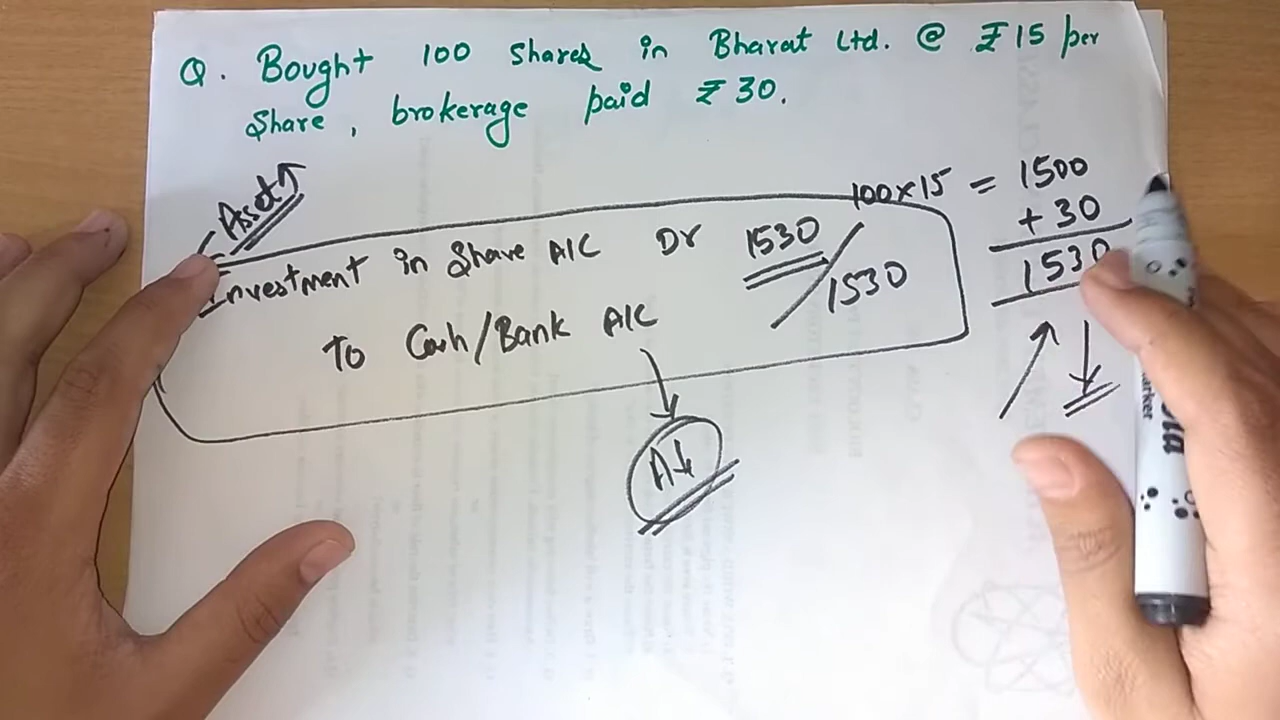 Q. Bought 100 Shares in Bharat Ltd. @ ₹15 per
Share, brokerage paid ₹30.
Asset↑
100×15 = 1500
+ 30
1530
Investment in Share A/C Dr 1530
1530
To Cash/Bank A/C
A↓